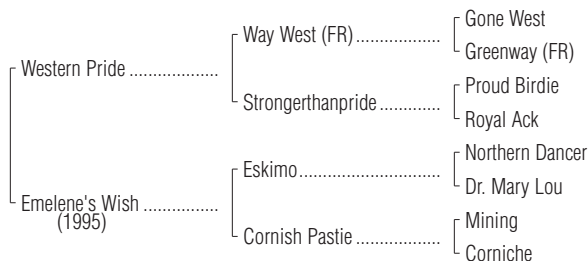 Gone West
Way West (FR) ....................
Greenway (FR)
Western Pride ....................
Proud Birdie
Strongerthanpride ....................
Royal Ack
Northern Dancer
Eskimo ....................
Dr. Mary Lou
Emelene's Wish ....................
(1995)
Mining
Cornish Pastie ....................
Corniche